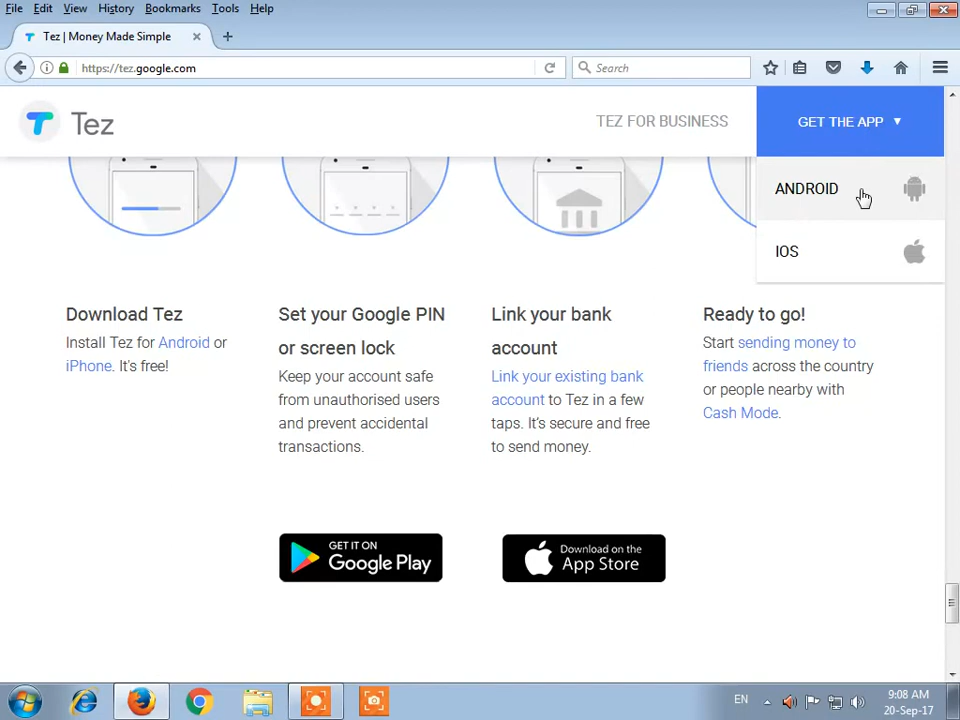 File Edit View History Bookmarks Tools Help
Tez | Money Made Simple
https://tez.google.com
Search
Tez
TEZ FOR BUSINESS
GET THE APP
ANDROID
IOS
Download Tez
Install Tez for Android or
iPhone. It's free!
Set your Google PIN
or screen lock
Keep your account safe
from unauthorised users
and prevent accidental
transactions.
Link your bank
account
Link your existing bank
account to Tez in a few
taps. It's secure and free
to send money.
Ready to go!
Start sending money to
friends across the country
or people nearby with
Cash Mode.
GET IT ON
Google Play
Download on the
App Store
EN
9:08 AM
20-Sep-17